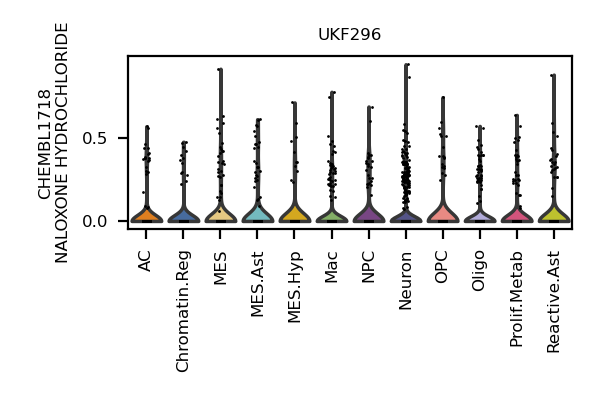 UKF296
CHEMBL1718
NALOXONE HYDROCHLORIDE
0.5
0.0
AC
Chromatin.Reg
MES
MES.Ast
MES.Hyp
Mac
NPC
Neuron
OPC
Oligo
Prolif.Metab
Reactive.Ast